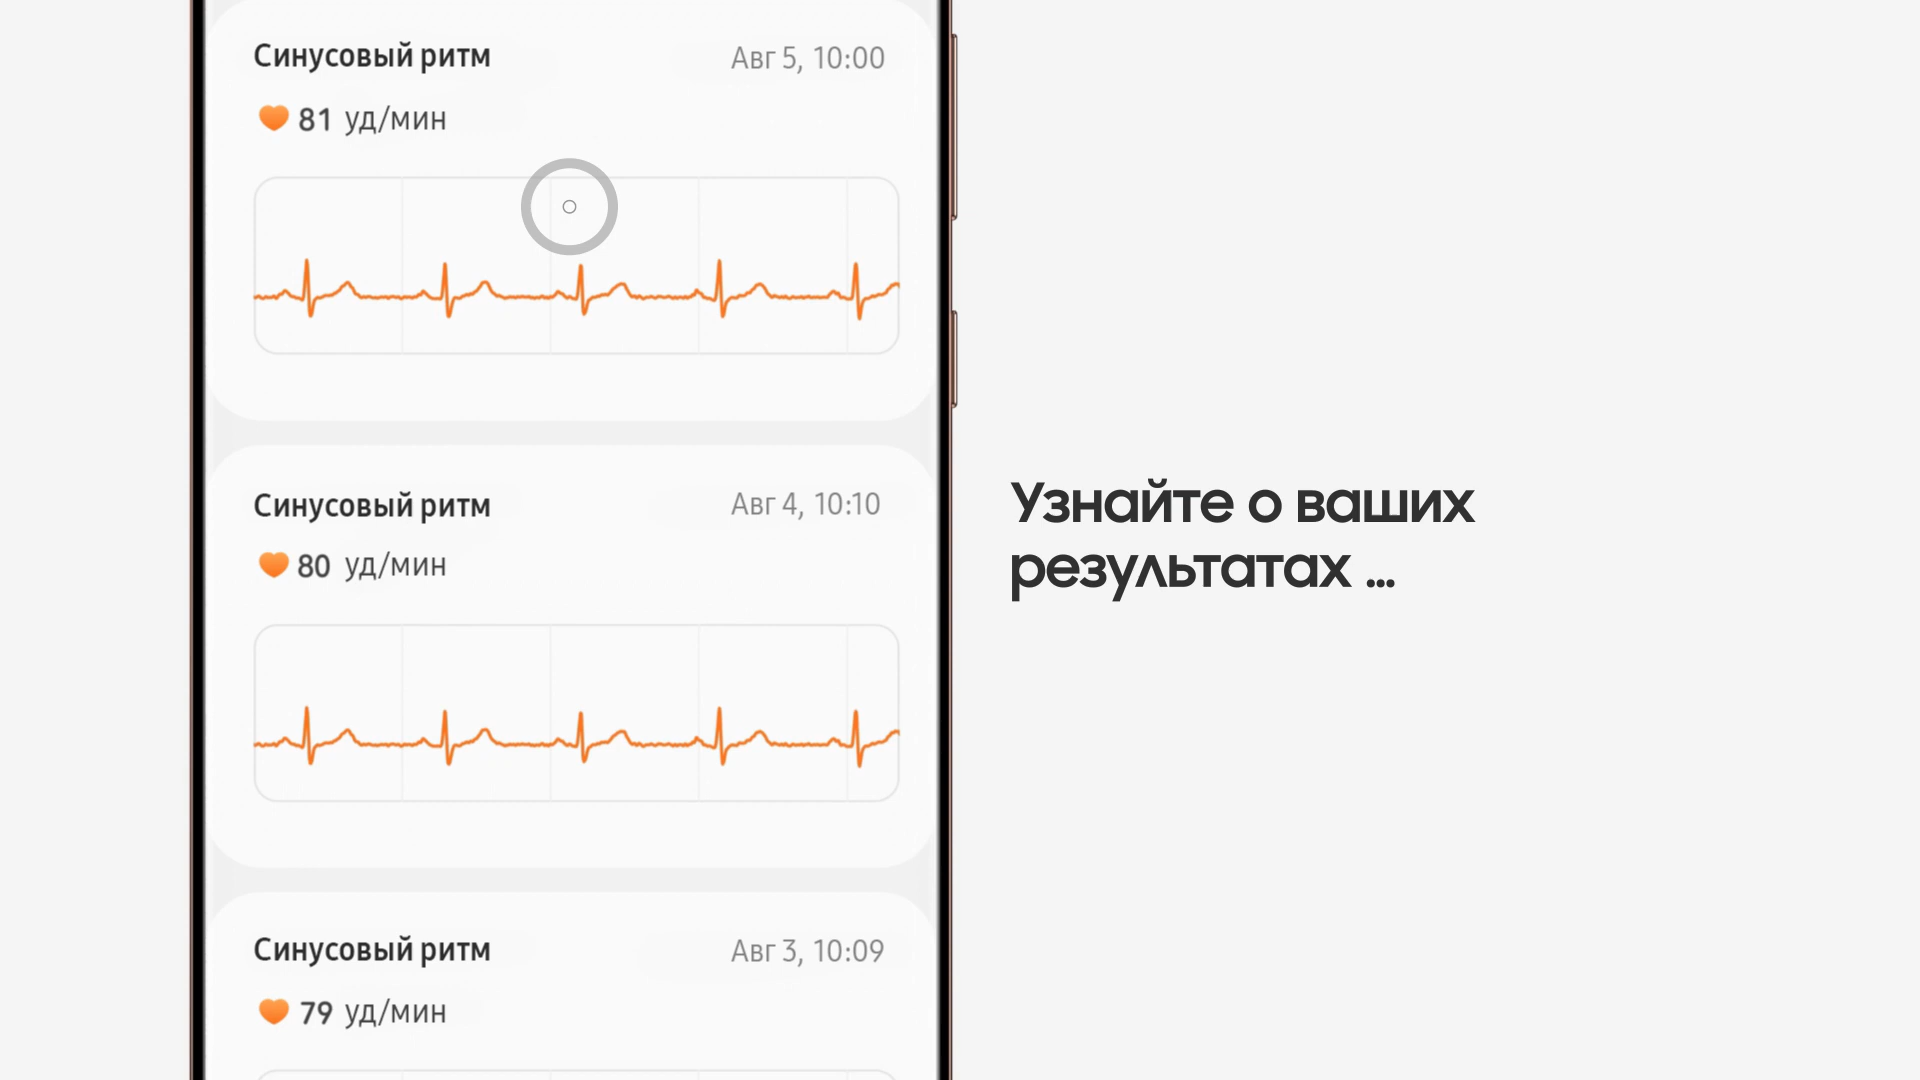 Синусовый ритм Авг 5, 10:00
81 уд/мин
Синусовый ритм Авг 4, 10:10
80 уд/мин
Синусовый ритм Авг 3, 10:09
79 уд/мин
Узнайте о ваших
результатах ...